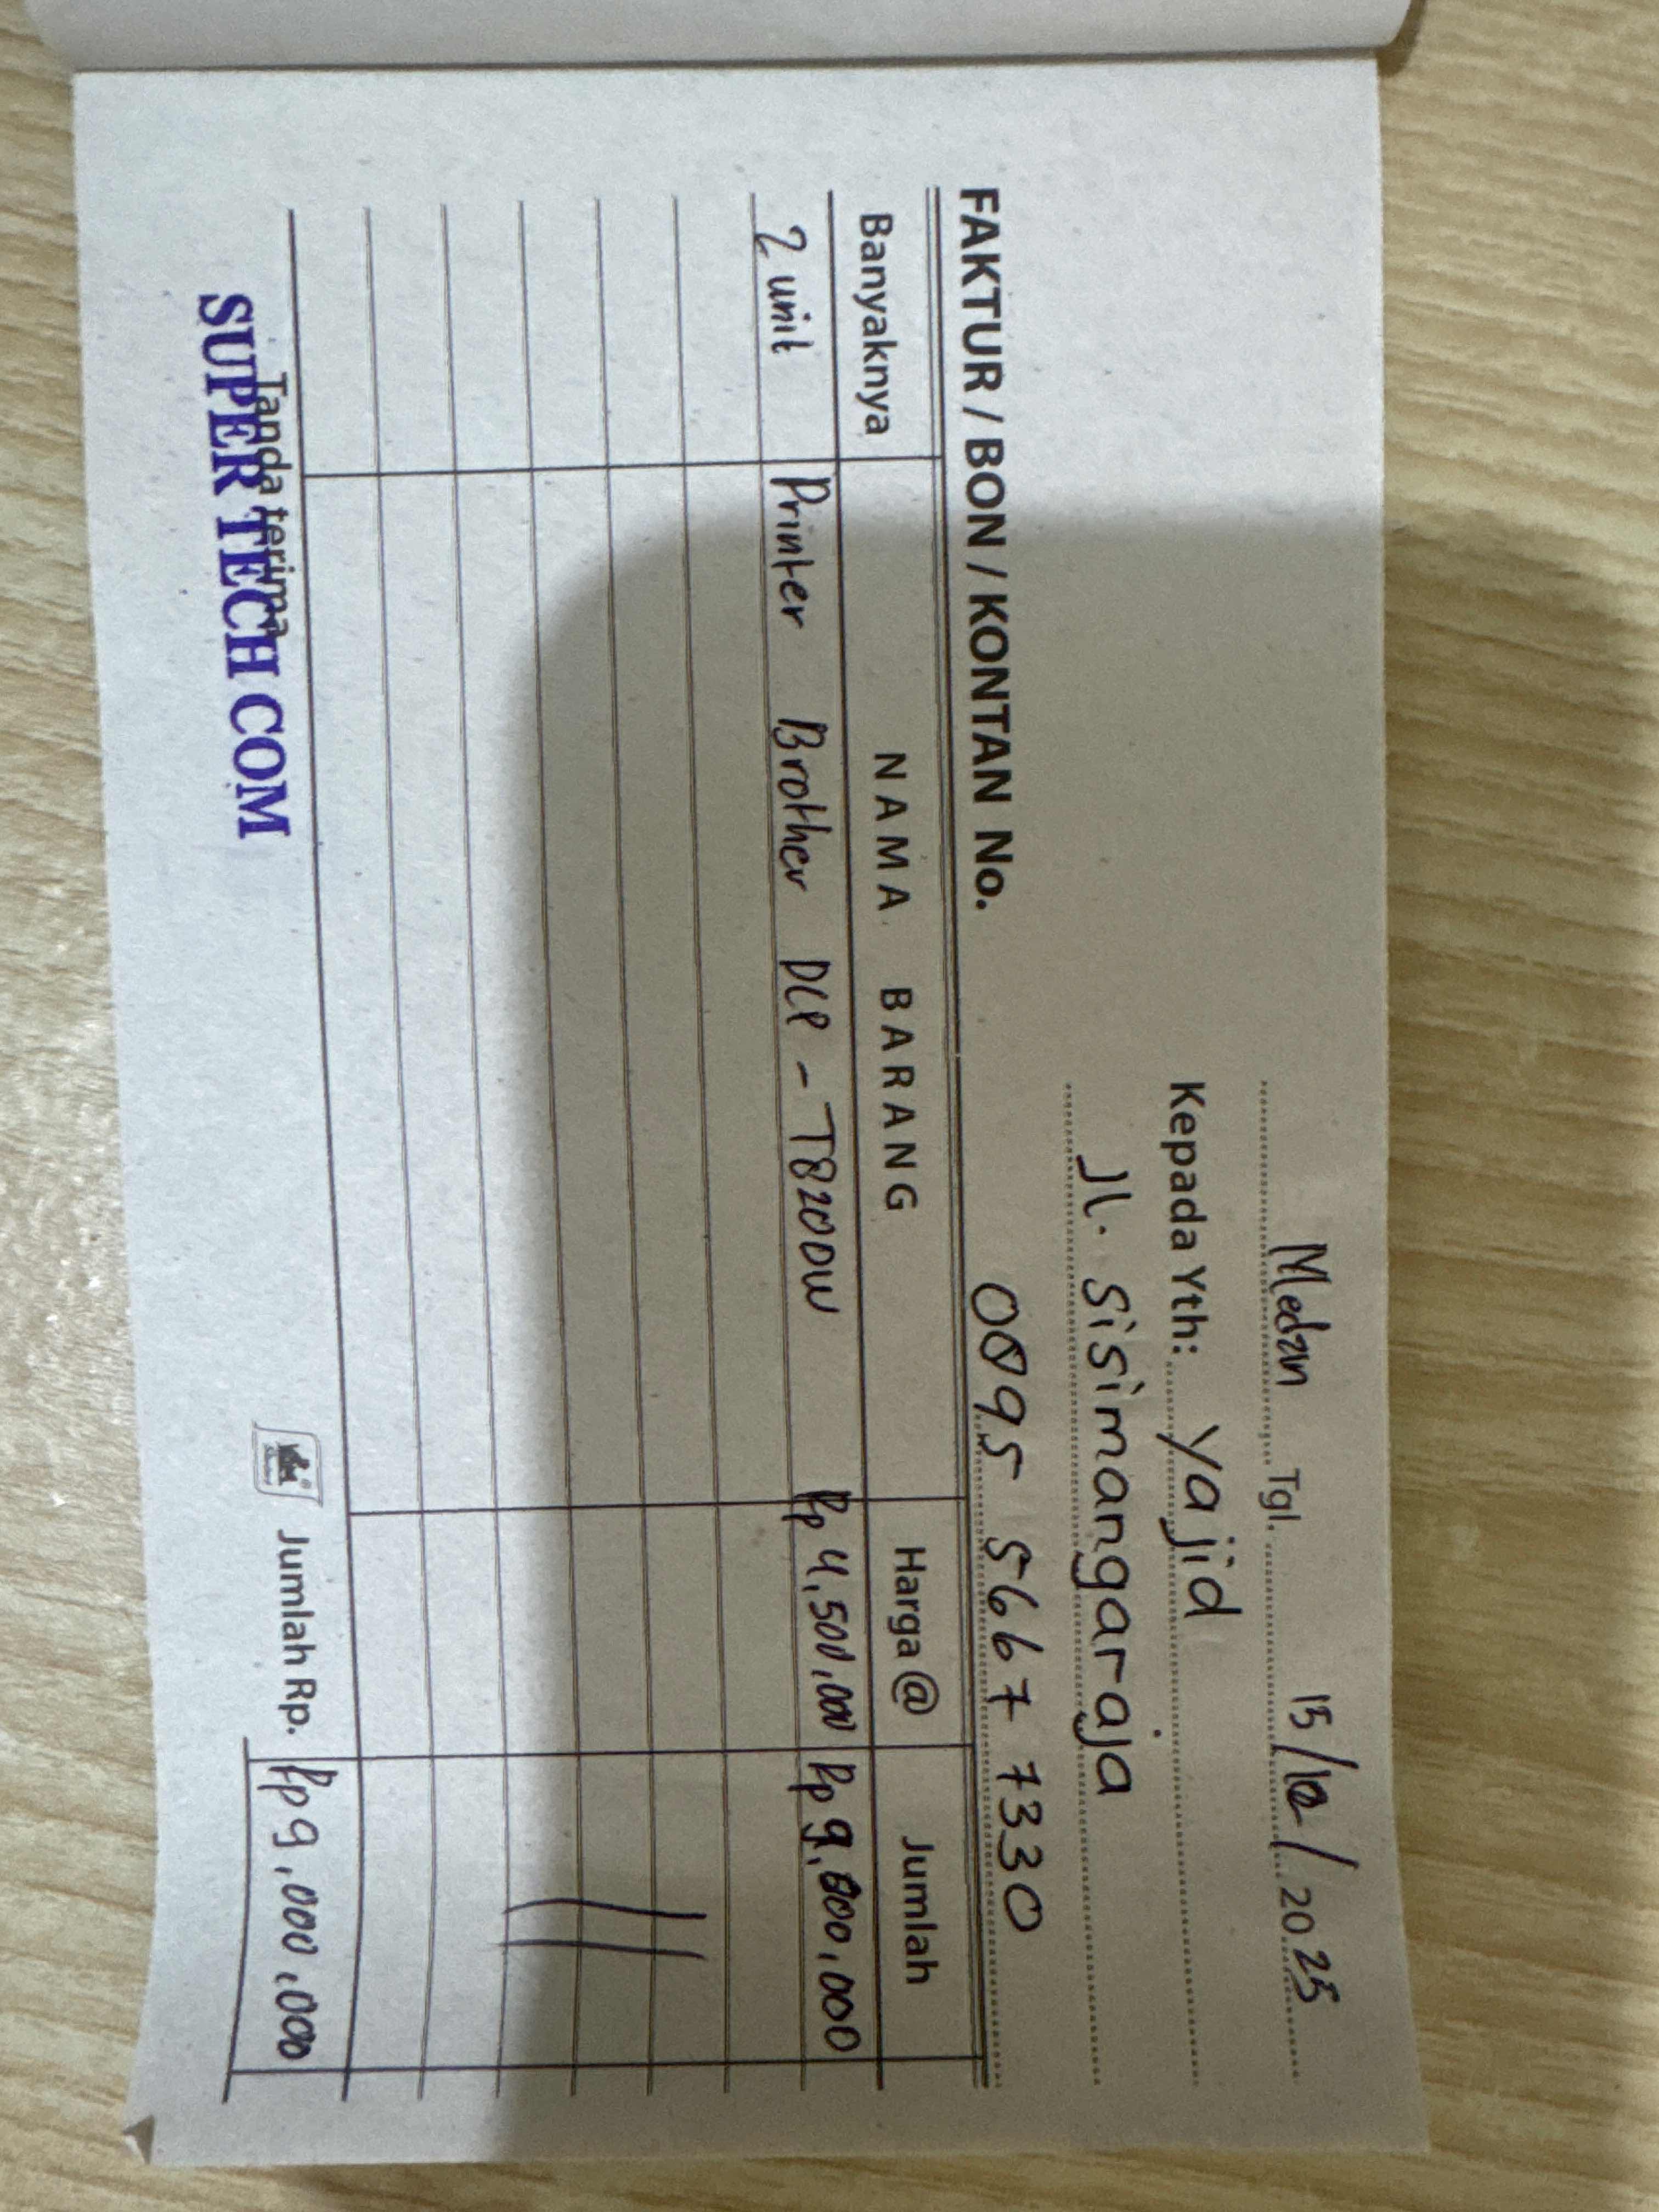 Medan Tgl. 15/10/2025
Kepada Yth: Yajid
Jl. Sisimangaraja
FAKTUR / BON / KONTAN No. 0095 5667 7330
Banyaknya NAMA BARANG Harga @ Jumlah
2 unit Printer Brother DCP - T820DW Rp 4,500,000 Rp 9,000,000
Tanda terima Jumlah Rp. Rp 9,000,000
SUPER TECH COM